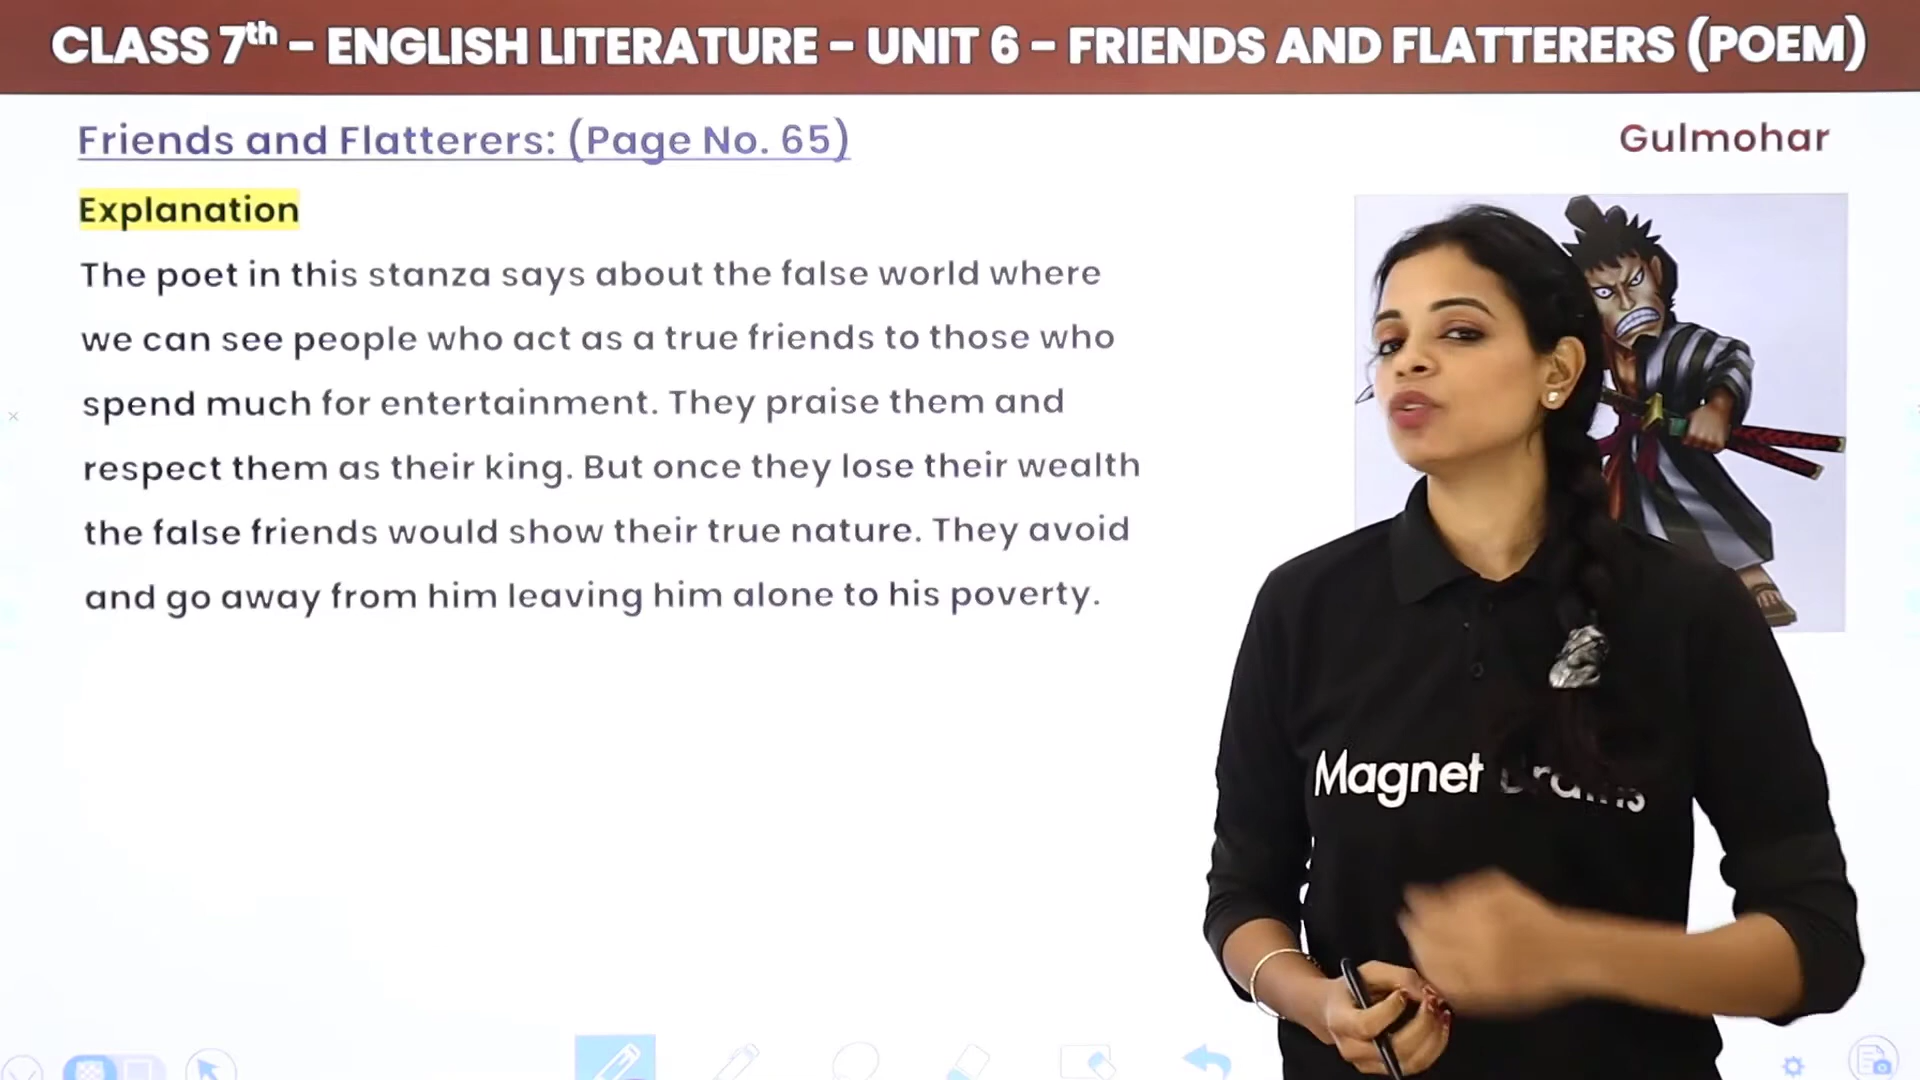 CLASS 7th – ENGLISH LITERATURE – UNIT 6 – FRIENDS AND FLATTERERS (POEM)
Friends and Flatterers: (Page No. 65)
Gulmohar
Explanation
The poet in this stanza says about the false world where
we can see people who act as a true friends to those who
spend much for entertainment. They praise them and
respect them as their king. But once they lose their wealth
the false friends would show their true nature. They avoid
and go away from him leaving him alone to his poverty.
Magnet